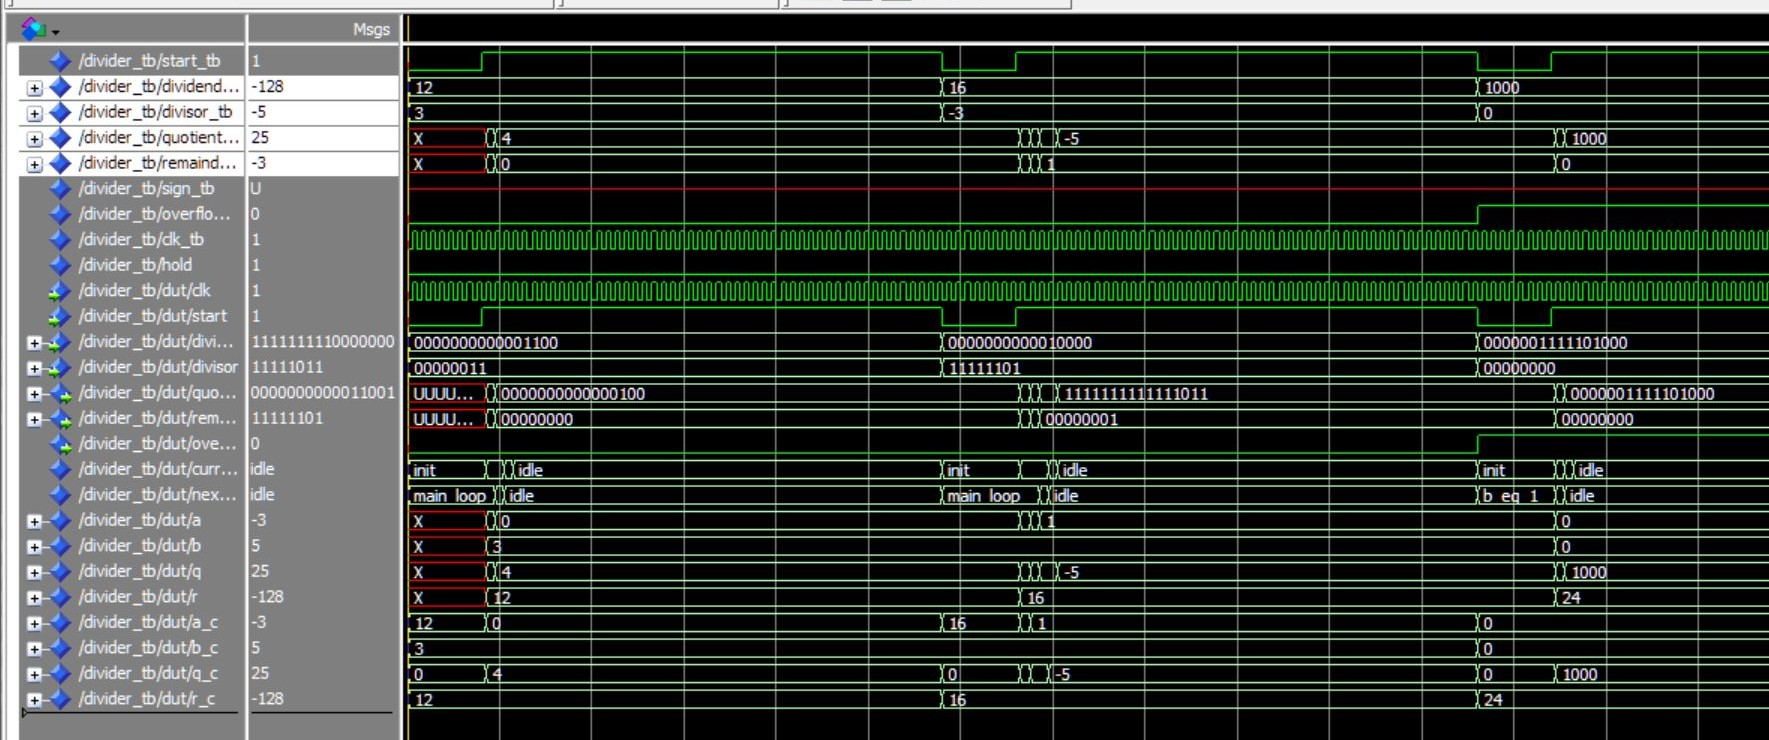 Msgs
/divider_tb/start_tb 1
/divider_tb/dividend... -128 12 16 1000
/divider_tb/divisor_tb -5 3 -3 0
/divider_tb/quotient... 25 X 4 -5 1000
/divider_tb/remaind... -3 X 0 1 0
/divider_tb/sign_tb U
/divider_tb/overflo... 0
/divider_tb/clk_tb 1
/divider_tb/hold 1
/divider_tb/dut/clk 1
/divider_tb/dut/start 1
/divider_tb/dut/divi... 1111111110000000 0000000000001100 0000000000010000 0000001111101000
/divider_tb/dut/divisor 11111011 00000011 11111101 00000000
/divider_tb/dut/quo... 0000000000011001 UUUU... 0000000000000100 1111111111111011 0000001111101000
/divider_tb/dut/rem... 11111101 UUUU... 00000000 00000001 00000000
/divider_tb/dut/ove... 0
/divider_tb/dut/curr... idle init idle init idle init idle
/divider_tb/dut/nex... idle main_loop idle main_loop idle b_eq_1 idle
/divider_tb/dut/a -3 X 0 1 0
/divider_tb/dut/b 5 X 3 0
/divider_tb/dut/q 25 X 4 -5 1000
/divider_tb/dut/r -128 X 12 16 24
/divider_tb/dut/a_c -3 12 0 16 1 0
/divider_tb/dut/b_c 5 3 0
/divider_tb/dut/q_c 25 0 4 0 -5 0 1000
/divider_tb/dut/r_c -128 12 16 24